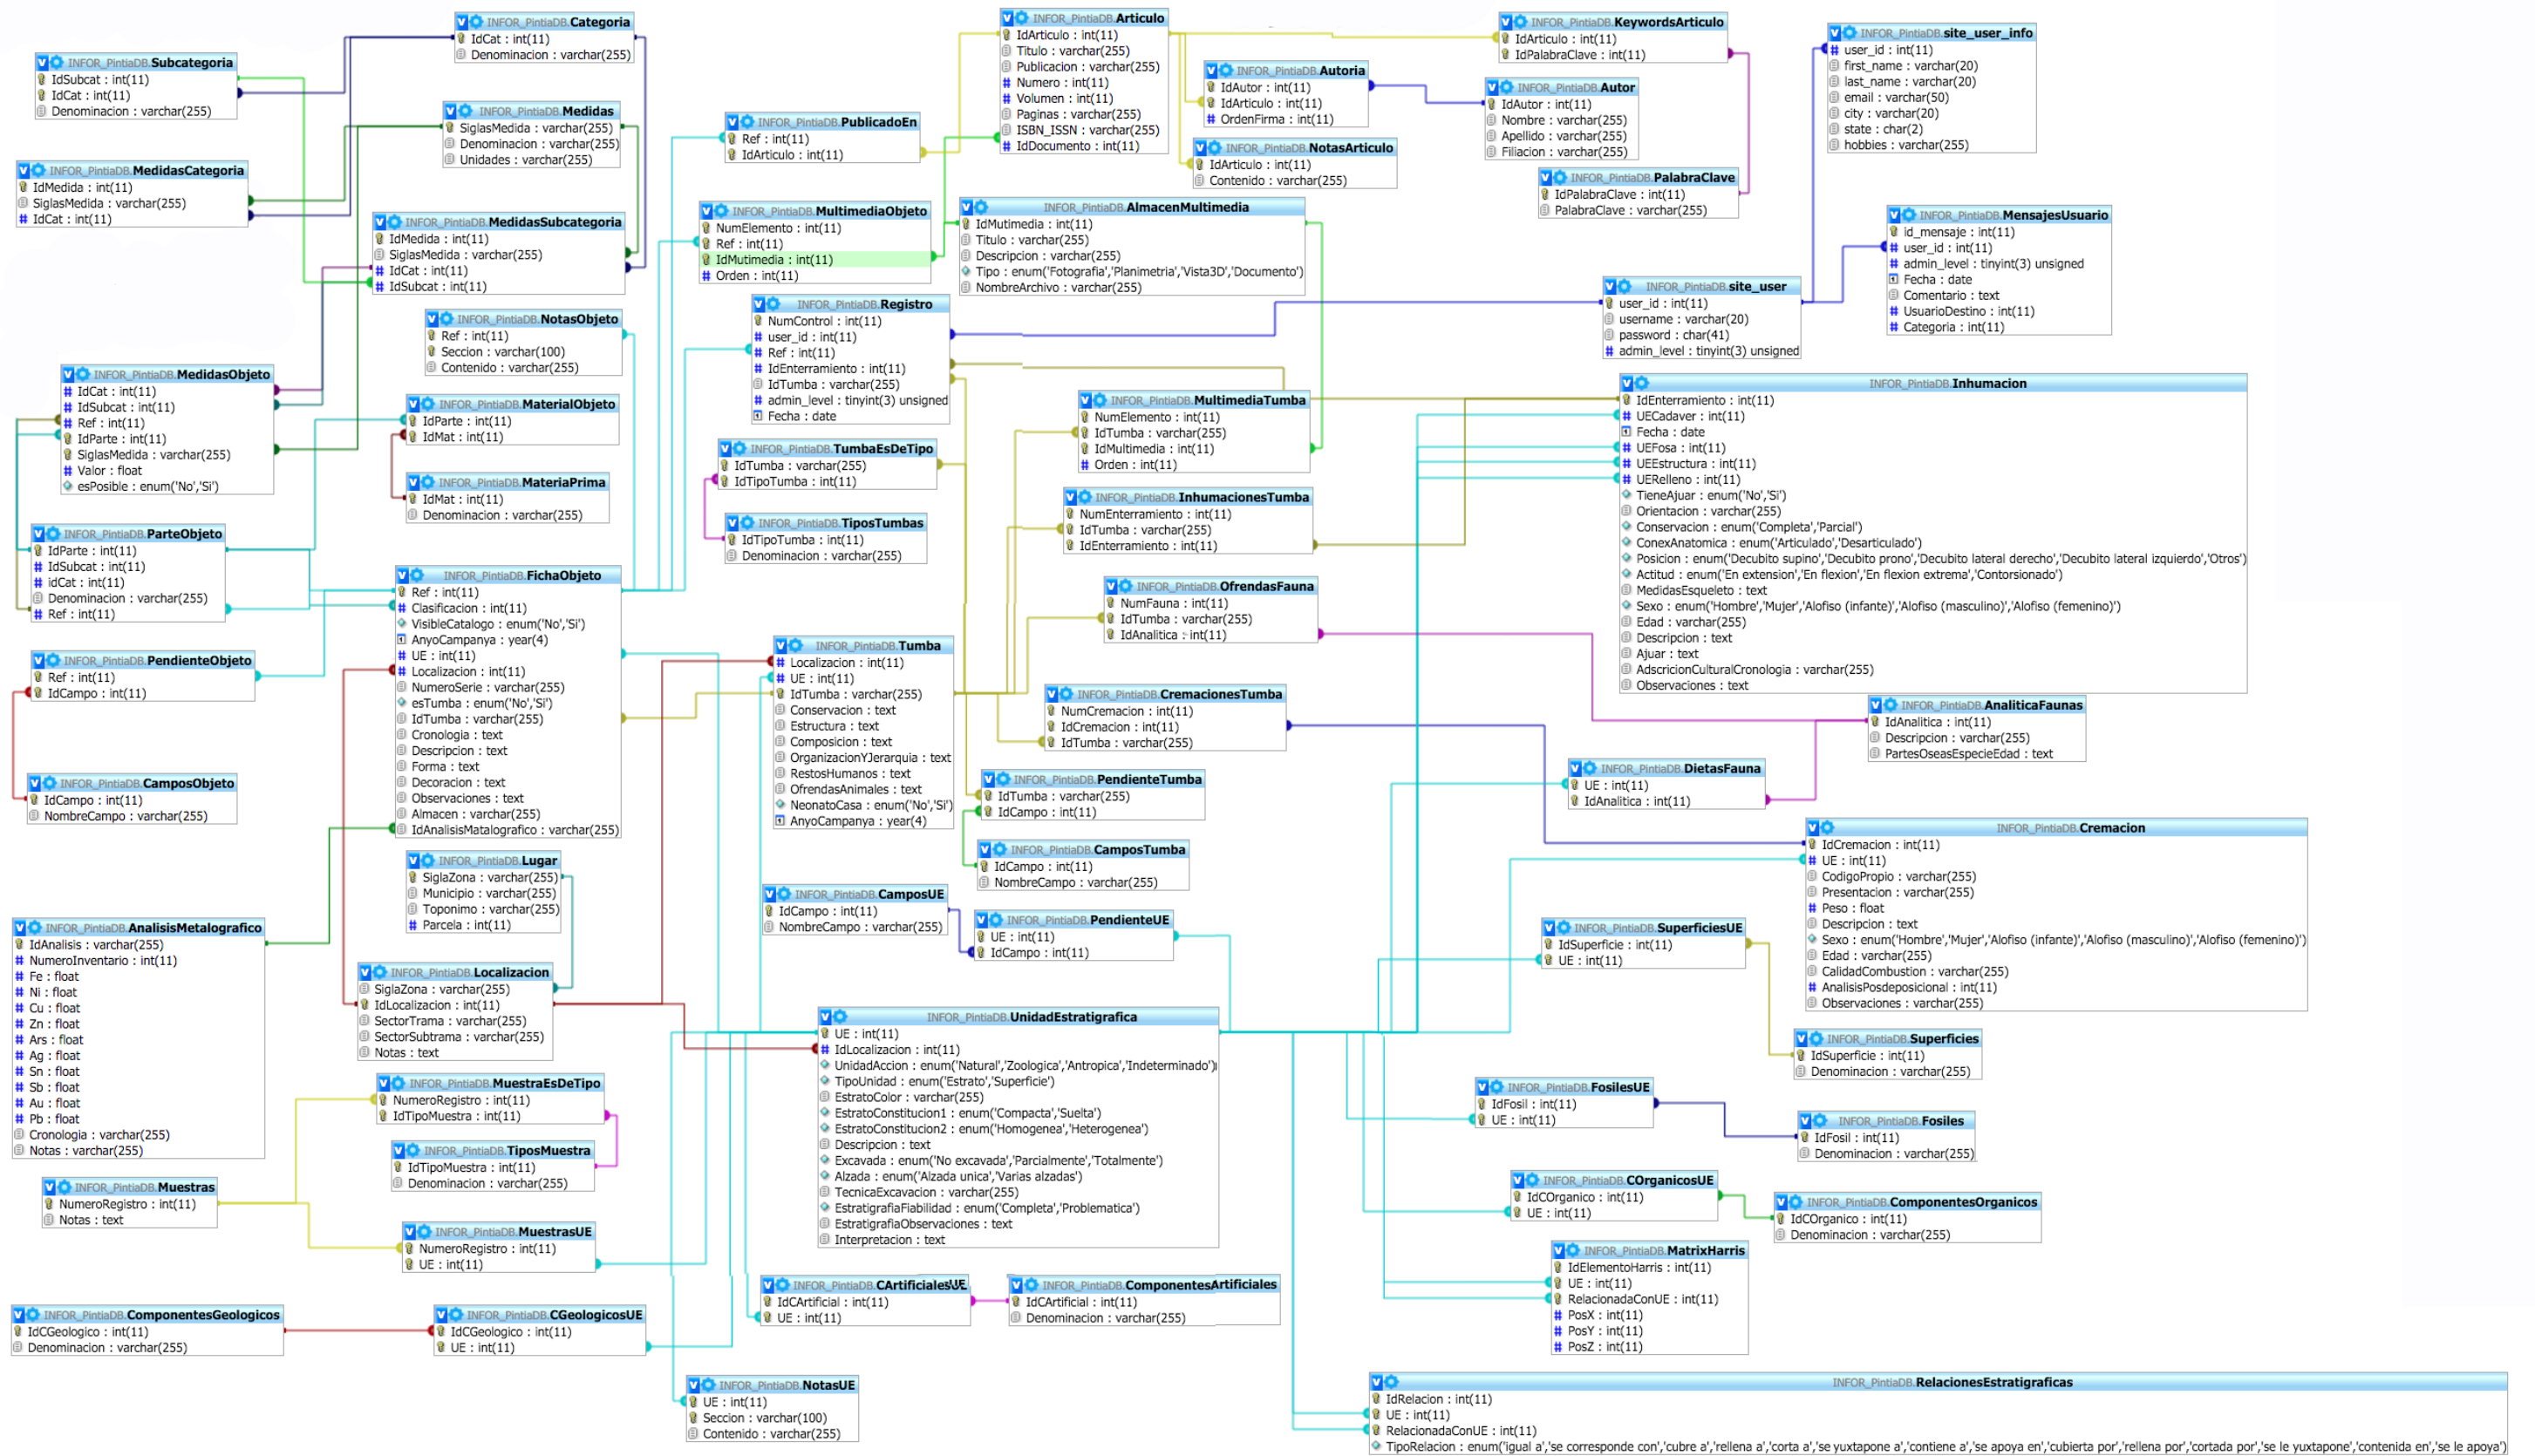 INFOR_PintiaDB.Categoria
IdCat : int(11)
Denominacion : varchar(255)
INFOR_PintiaDB.Subcategoria
IdSubcat : int(11)
IdCat : int(11)
Denominacion : varchar(255)
INFOR_PintiaDB.Medidas
SiglasMedida : varchar(255)
Denominacion : varchar(255)
Unidades : varchar(255)
INFOR_PintiaDB.MedidasCategoria
IdMedida : int(11)
SiglasMedida : varchar(255)
IdCat : int(11)
INFOR_PintiaDB.MedidasSubcategoria
IdMedida : int(11)
SiglasMedida : varchar(255)
IdCat : int(11)
IdSubcat : int(11)
INFOR_PintiaDB.NotasObjeto
Ref : int(11)
Seccion : varchar(100)
Contenido : varchar(255)
INFOR_PintiaDB.MedidasObjeto
IdCat : int(11)
IdSubcat : int(11)
Ref : int(11)
IdParte : int(11)
SiglasMedida : varchar(255)
Valor : float
esPosible : enum('No','Si')
INFOR_PintiaDB.MaterialObjeto
IdParte : int(11)
IdMat : int(11)
INFOR_PintiaDB.MateriaPrima
IdMat : int(11)
Denominacion : varchar(255)
INFOR_PintiaDB.ParteObjeto
IdParte : int(11)
IdSubcat : int(11)
idCat : int(11)
Denominacion : varchar(255)
Ref : int(11)
INFOR_PintiaDB.PendienteObjeto
Ref : int(11)
IdCampo : int(11)
INFOR_PintiaDB.CamposObjeto
IdCampo : int(11)
NombreCampo : varchar(255)
INFOR_PintiaDB.FichaObjeto
Ref : int(11)
Clasificacion : int(11)
VisibleCatalogo : enum('No','Si')
AnyoCampanya : year(4)
UE : int(11)
Localizacion : int(11)
NumeroSerie : varchar(255)
esTumba : enum('No','Si')
IdTumba : varchar(255)
Cronologia : text
Descripcion : text
Forma : text
Decoracion : text
Observaciones : text
Almacen : varchar(255)
IdAnalisisMatalografico : varchar(255)
INFOR_PintiaDB.Lugar
SiglaZona : varchar(255)
Municipio : varchar(255)
Toponimo : varchar(255)
Parcela : int(11)
INFOR_PintiaDB.AnalisisMetalografico
IdAnalisis : varchar(255)
NumeroInventario : int(11)
Fe : float
Ni : float
Cu : float
Zn : float
Ars : float
Ag : float
Sn : float
Sb : float
Au : float
Pb : float
Cronologia : varchar(255)
Notas : varchar(255)
INFOR_PintiaDB.Localizacion
SiglaZona : varchar(255)
IdLocalizacion : int(11)
SectorTrama : varchar(255)
SectorSubtrama : varchar(255)
Notas : text
INFOR_PintiaDB.MuestraEsDeTipo
NumeroRegistro : int(11)
IdTipoMuestra : int(11)
INFOR_PintiaDB.TiposMuestra
IdTipoMuestra : int(11)
Denominacion : varchar(255)
INFOR_PintiaDB.Muestras
NumeroRegistro : int(11)
Notas : text
INFOR_PintiaDB.MuestrasUE
NumeroRegistro : int(11)
UE : int(11)
INFOR_PintiaDB.ComponentesGeologicos
IdCGeologico : int(11)
Denominacion : varchar(255)
INFOR_PintiaDB.CGeologicosUE
IdCGeologico : int(11)
UE : int(11)
INFOR_PintiaDB.Articulo
IdArticulo : int(11)
Titulo : varchar(255)
Publicacion : varchar(255)
Numero : int(11)
Volumen : int(11)
Paginas : varchar(255)
ISBN_ISSN : varchar(255)
IdDocumento : int(11)
INFOR_PintiaDB.PublicadoEn
Ref : int(11)
IdArticulo : int(11)
INFOR_PintiaDB.Autoria
IdAutor : int(11)
IdArticulo : int(11)
OrdenFirma : int(11)
INFOR_PintiaDB.NotasArticulo
IdArticulo : int(11)
Contenido : varchar(255)
INFOR_PintiaDB.KeywordsArticulo
IdArticulo : int(11)
IdPalabraClave : int(11)
INFOR_PintiaDB.Autor
IdAutor : int(11)
Nombre : varchar(255)
Apellido : varchar(255)
Filiacion : varchar(255)
INFOR_PintiaDB.PalabraClave
IdPalabraClave : int(11)
PalabraClave : varchar(255)
INFOR_PintiaDB.site_user_info
user_id : int(11)
first_name : varchar(20)
last_name : varchar(20)
email : varchar(50)
city : varchar(20)
state : char(2)
hobbies : varchar(255)
INFOR_PintiaDB.MensajesUsuario
id_mensaje : int(11)
user_id : int(11)
admin_level : tinyint(3) unsigned
Fecha : date
Comentario : text
UsuarioDestino : int(11)
Categoria : int(11)
INFOR_PintiaDB.site_user
user_id : int(11)
username : varchar(20)
password : char(41)
admin_level : tinyint(3) unsigned
INFOR_PintiaDB.MultimediaObjeto
NumElemento : int(11)
Ref : int(11)
IdMutimedia : int(11)
Orden : int(11)
INFOR_PintiaDB.AlmacenMultimedia
IdMutimedia : int(11)
Titulo : varchar(255)
Descripcion : varchar(255)
Tipo : enum('Fotografia','Planimetria','Vista3D','Documento')
NombreArchivo : varchar(255)
INFOR_PintiaDB.Registro
NumControl : int(11)
user_id : int(11)
Ref : int(11)
IdEnterramiento : int(11)
IdTumba : varchar(255)
admin_level : tinyint(3) unsigned
Fecha : date
INFOR_PintiaDB.TumbaEsDeTipo
IdTumba : varchar(255)
IdTipoTumba : int(11)
INFOR_PintiaDB.TiposTumbas
IdTipoTumba : int(11)
Denominacion : varchar(255)
INFOR_PintiaDB.MultimediaTumba
NumElemento : int(11)
IdTumba : varchar(255)
IdMultimedia : int(11)
Orden : int(11)
INFOR_PintiaDB.InhumacionesTumba
NumEnterramiento : int(11)
IdTumba : varchar(255)
IdEnterramiento : int(11)
INFOR_PintiaDB.OfrendasFauna
NumFauna : int(11)
IdTumba : varchar(255)
IdAnalitica : int(11)
INFOR_PintiaDB.Tumba
Localizacion : int(11)
UE : int(11)
IdTumba : varchar(255)
Conservacion : text
Estructura : text
Composicion : text
OrganizacionYJerarquia : text
RestosHumanos : text
OfrendasAnimales : text
NeonatoCasa : enum('No','Si')
AnyoCampanya : year(4)
INFOR_PintiaDB.CremacionesTumba
NumCremacion : int(11)
IdCremacion : int(11)
IdTumba : varchar(255)
INFOR_PintiaDB.PendienteTumba
IdTumba : varchar(255)
IdCampo : int(11)
INFOR_PintiaDB.CamposTumba
IdCampo : int(11)
NombreCampo : varchar(255)
INFOR_PintiaDB.CamposUE
IdCampo : int(11)
NombreCampo : varchar(255)
INFOR_PintiaDB.PendienteUE
UE : int(11)
IdCampo : int(11)
INFOR_PintiaDB.Inhumacion
IdEnterramiento : int(11)
UECadaver : int(11)
Fecha : date
UEFosa : int(11)
UEEstructura : int(11)
UERelleno : int(11)
TieneAjuar : enum('No','Si')
Orientacion : varchar(255)
Conservacion : enum('Completa','Parcial')
ConexAnatomica : enum('Articulado','Desarticulado')
Posicion : enum('Decubito supino','Decubito prono','Decubito lateral derecho','Decubito lateral izquierdo','Otros')
Actitud : enum('En extension','En flexion','En flexion extrema','Contorsionado')
MedidasEsqueleto : text
Sexo : enum('Hombre','Mujer','Alofiso (infante)','Alofiso (masculino)','Alofiso (femenino)')
Edad : varchar(255)
Descripcion : text
Ajuar : text
AdscricionCulturalCronologia : varchar(255)
Observaciones : text
INFOR_PintiaDB.AnaliticaFaunas
IdAnalitica : int(11)
Descripcion : varchar(255)
PartesOseasEspecieEdad : text
INFOR_PintiaDB.DietasFauna
UE : int(11)
IdAnalitica : int(11)
INFOR_PintiaDB.Cremacion
IdCremacion : int(11)
UE : int(11)
CodigoPropio : varchar(255)
Presentacion : varchar(255)
Peso : float
Descripcion : text
Sexo : enum('Hombre','Mujer','Alofiso (infante)','Alofiso (masculino)','Alofiso (femenino)')
Edad : varchar(255)
CalidadCombustion : varchar(255)
AnalisisPosdeposicional : int(11)
Observaciones : varchar(255)
INFOR_PintiaDB.SuperficiesUE
IdSuperficie : int(11)
UE : int(11)
INFOR_PintiaDB.Superficies
IdSuperficie : int(11)
Denominacion : varchar(255)
INFOR_PintiaDB.UnidadEstratigrafica
UE : int(11)
IdLocalizacion : int(11)
UnidadAccion : enum('Natural','Zoologica','Antropica','Indeterminado')
TipoUnidad : enum('Estrato','Superficie')
EstratoColor : varchar(255)
EstratoConstitucion1 : enum('Compacta','Suelta')
EstratoConstitucion2 : enum('Homogenea','Heterogenea')
Descripcion : text
Excavada : enum('No excavada','Parcialmente','Totalmente')
Alzada : enum('Alzada unica','Varias alzadas')
TecnicaExcavacion : varchar(255)
EstratigrafiaFiabilidad : enum('Completa','Problematica')
EstratigrafiaObservaciones : text
Interpretacion : text
INFOR_PintiaDB.FosilesUE
IdFosil : int(11)
UE : int(11)
INFOR_PintiaDB.Fosiles
IdFosil : int(11)
Denominacion : varchar(255)
INFOR_PintiaDB.COrganicosUE
IdCOrganico : int(11)
UE : int(11)
INFOR_PintiaDB.ComponentesOrganicos
IdCOrganico : int(11)
Denominacion : varchar(255)
INFOR_PintiaDB.MatrixHarris
IdElementoHarris : int(11)
UE : int(11)
RelacionadaConUE : int(11)
PosX : int(11)
PosY : int(11)
PosZ : int(11)
INFOR_PintiaDB.CArtificialesUE
IdCArtificial : int(11)
UE : int(11)
INFOR_PintiaDB.ComponentesArtificiales
IdCArtificial : int(11)
Denominacion : varchar(255)
INFOR_PintiaDB.NotasUE
UE : int(11)
Seccion : varchar(100)
Contenido : varchar(255)
INFOR_PintiaDB.RelacionesEstratigraficas
IdRelacion : int(11)
UE : int(11)
RelacionadaConUE : int(11)
TipoRelacion : enum('igual a','se corresponde con','cubre a','rellena a','corta a','se yuxtapone a','contiene a','se apoya en','cubierta por','rellena por','cortada por','se le yuxtapone','contenida en','se le apoya')